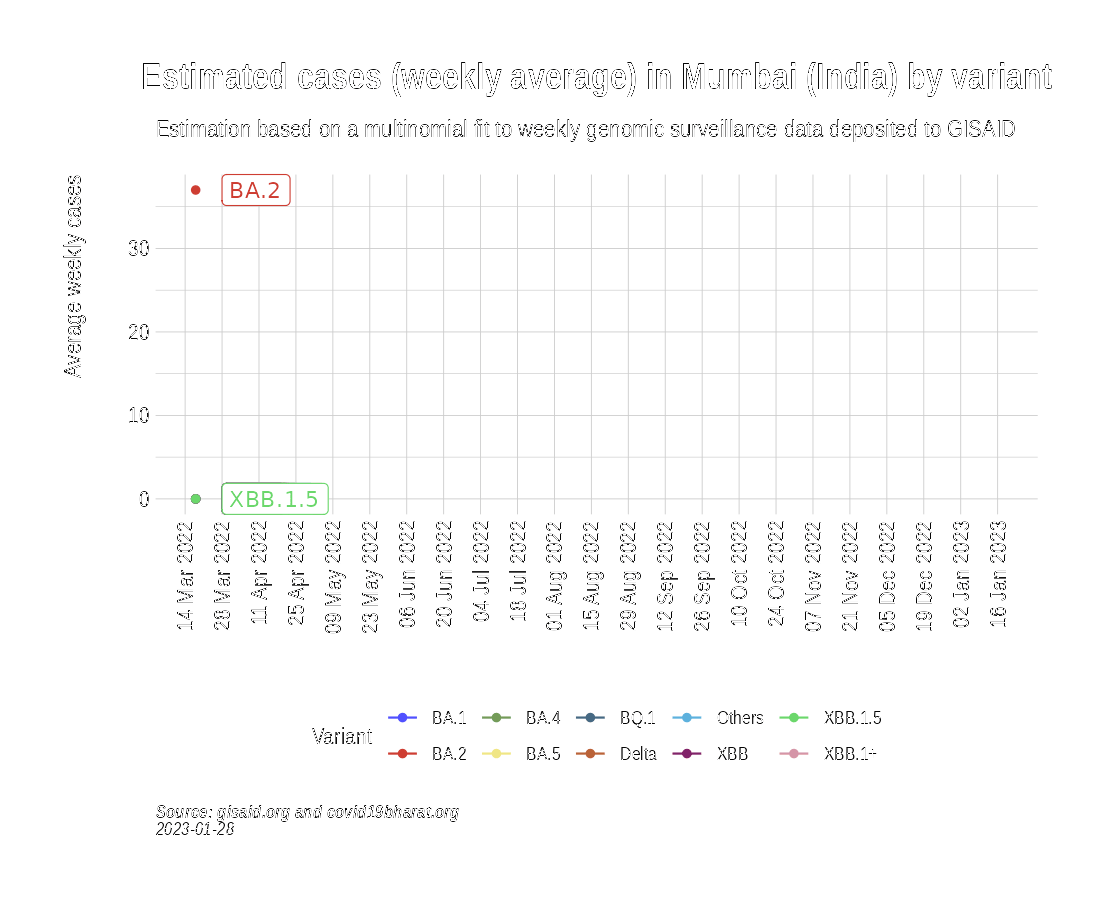 Estimated cases (weekly average) in Mumbai (India) by variant
Estimation based on a multinomial fit to weekly genomic surveillance data deposited to GISAID
Average weekly cases
30
20
10
0
BA.2
XBB.1.5
14 Mar 2022
28 Mar 2022
11 Apr 2022
25 Apr 2022
09 May 2022
23 May 2022
06 Jun 2022
20 Jun 2022
04 Jul 2022
18 Jul 2022
01 Aug 2022
15 Aug 2022
29 Aug 2022
12 Sep 2022
26 Sep 2022
10 Oct 2022
24 Oct 2022
07 Nov 2022
21 Nov 2022
05 Dec 2022
19 Dec 2022
02 Jan 2023
16 Jan 2023
Variant
BA.1 BA.4 BQ.1 Others XBB.1.5
BA.2 BA.5 Delta XBB XBB.1+
Source: gisaid.org and covid19bharat.org
2023-01-28